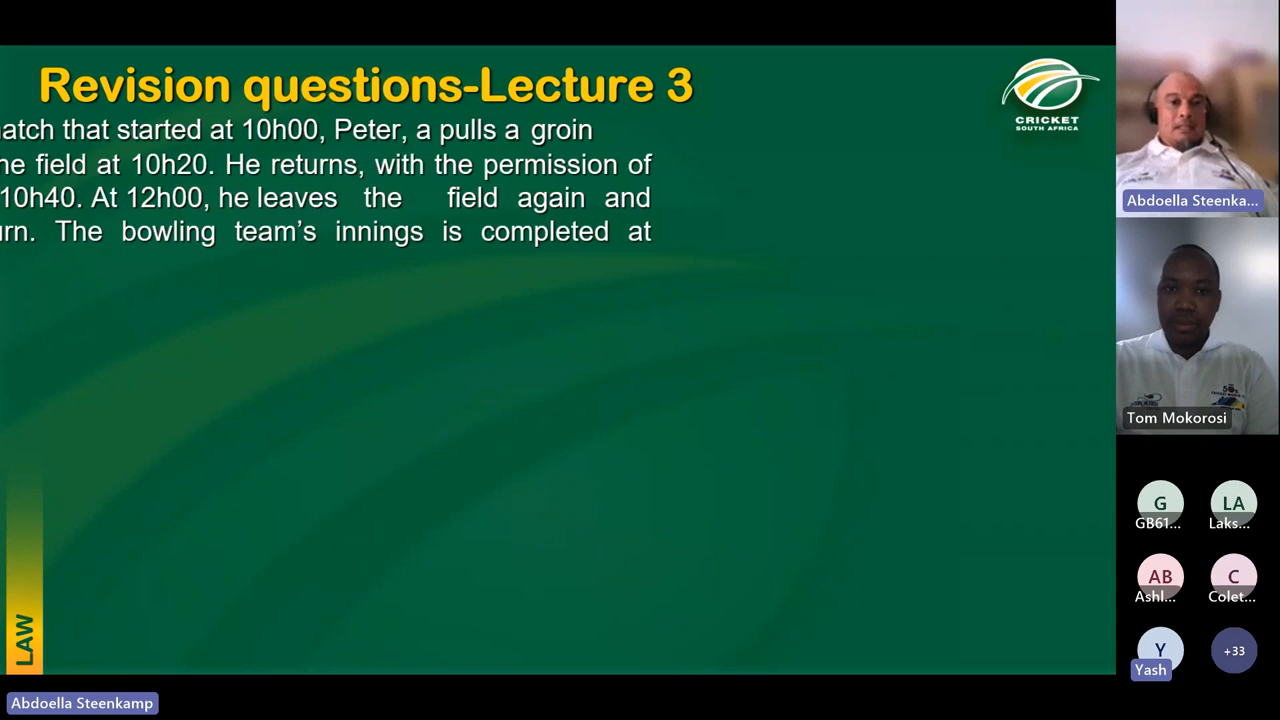 Revision questions-Lecture 3
atch that started at 10h00, Peter, a pulls a groin
he field at 10h20. He returns, with the permission of
10h40. At 12h00, he leaves the field again and
urn. The bowling team's innings is completed at
CRICKET
SOUTH AFRICA
LAW
Abdoella Steenkamp
Abdoella Steenka...
Tom Mokorosi
G
GB61...
LA
Laks...
AB
Ashl...
C
Colet...
Y
Yash
+33